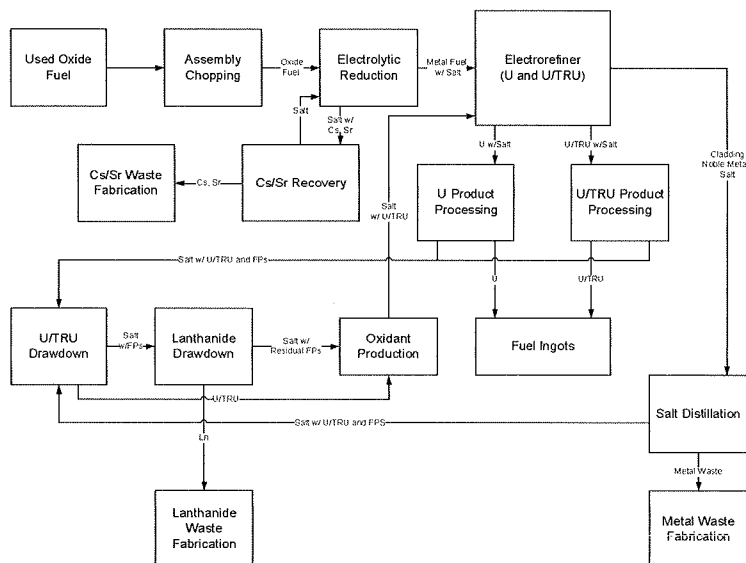 Used Oxide
Fuel
Assembly
Chopping
Oxide
Fuel
Electrolytic
Reduction
Metal Fuel
w/ Salt
Electrorefiner
(U and U/TRU)
Salt
Salt w/
Cs, Sr
U w/Salt
U/TRU w/Salt
Cladding
Noble Metal
Salt
Cs/Sr Waste
Fabrication
Cs, Sr
Cs/Sr Recovery
Salt
w/ U/TRU
U Product
Processing
U/TRU Product
Processing
Salt w/ U/TRU and FPs
U
U/TRU
U/TRU
Drawdown
Salt
w/FPs
Lanthanide
Drawdown
Salt w/
Residual FPs
Oxidant
Production
Fuel Ingots
U/TRU
Salt w/ U/TRU and FPS
Salt Distillation
Ln
Metal Waste
Lanthanide
Waste
Fabrication
Metal Waste
Fabrication